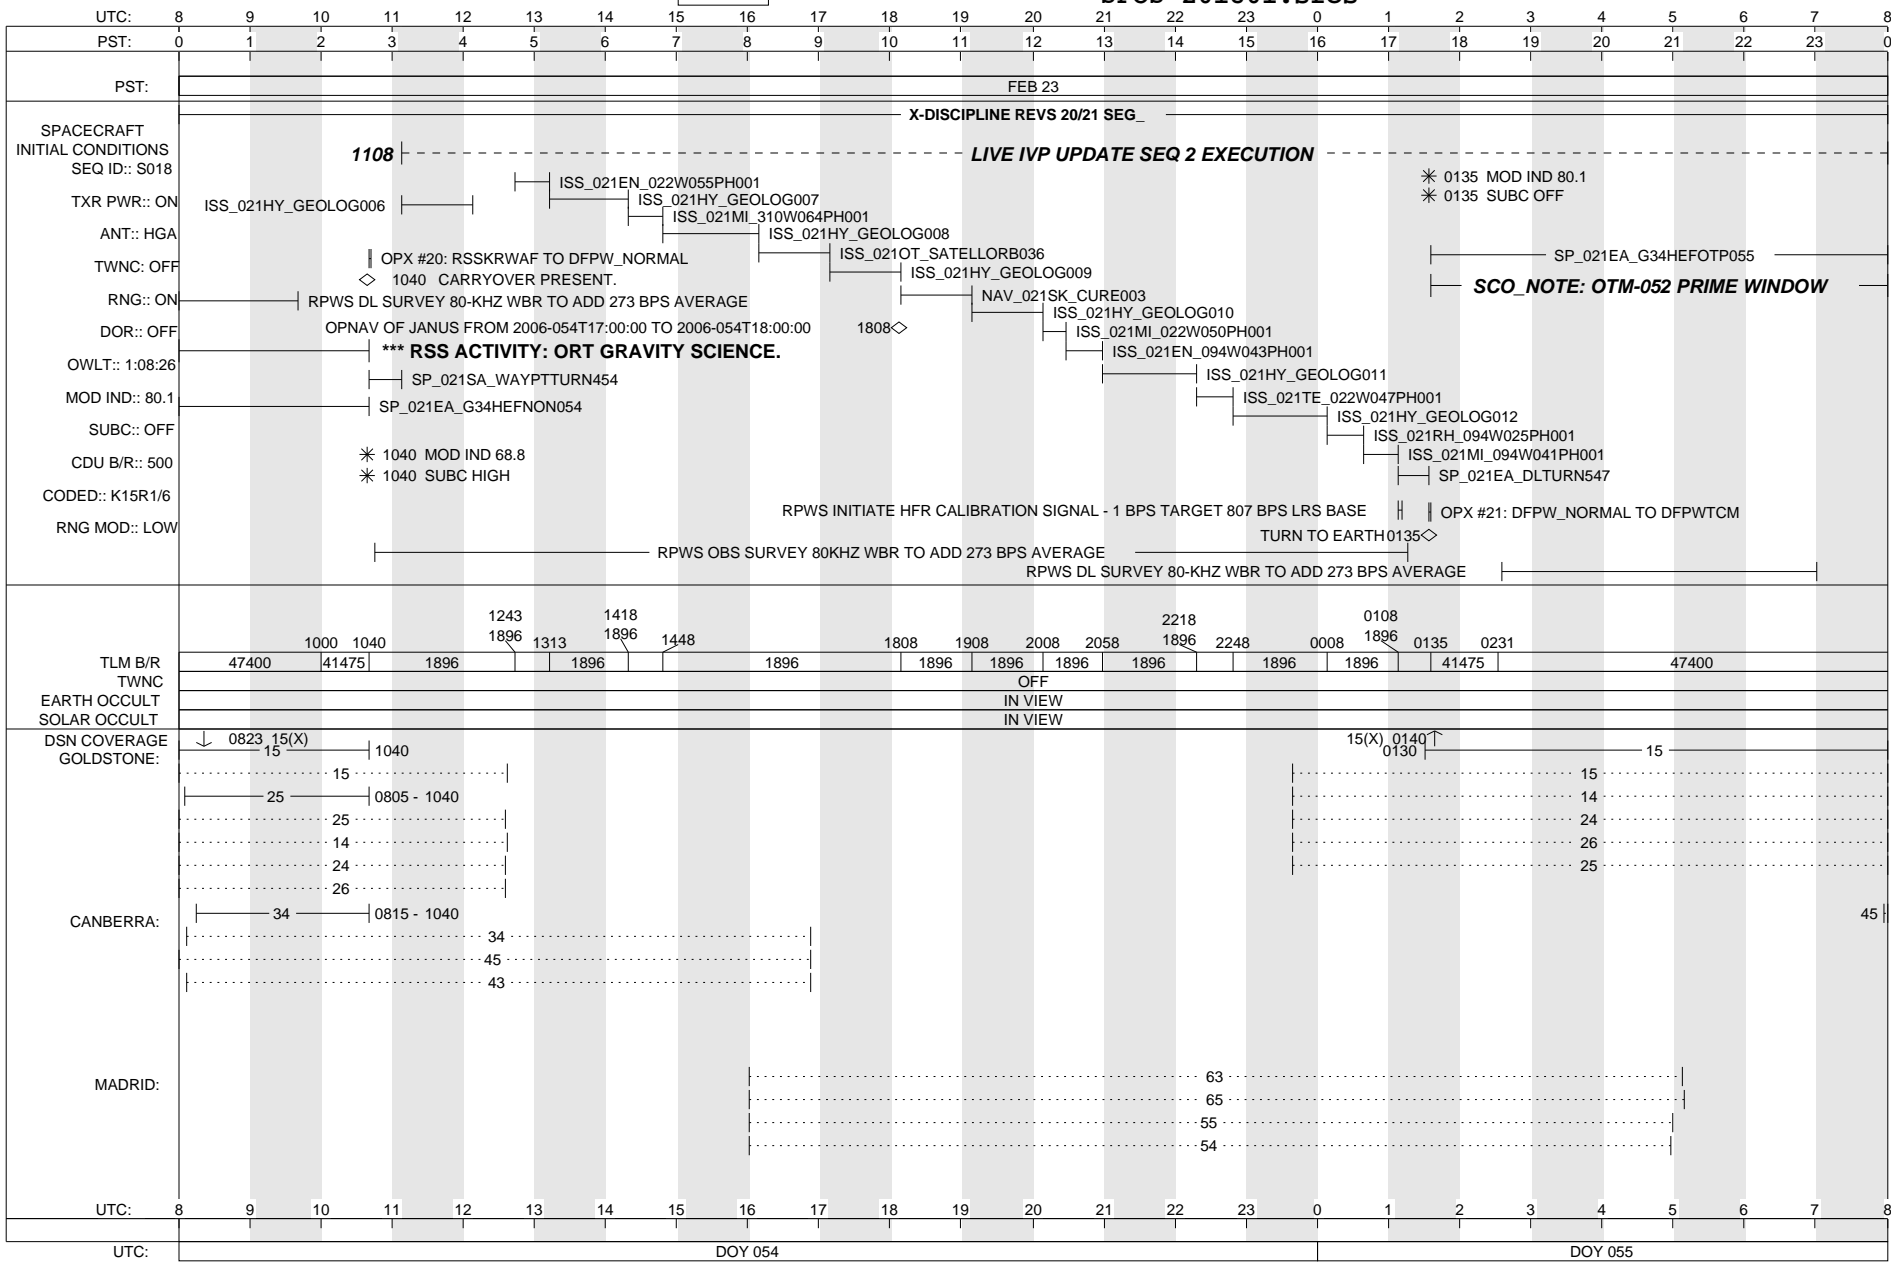 UTC: 8 9 10 11 12 13 14 15 16 17 18 19 20 21 22 23 0 1 2 3 4 5 6 7 8
PST: 0 1 2 3 4 5 6 7 8 9 10 11 12 13 14 15 16 17 18 19 20 21 22 23 0
PST: FEB 23
X-DISCIPLINE REVS 20/21 SEG_
SPACECRAFT
INITIAL CONDITIONS
SEQ ID:: S018
TXR PWR:: ON
ANT:: HGA
TWNC: OFF
RNG:: ON
DOR:: OFF
OWLT:: 1:08:26
MOD IND:: 80.1
SUBC:: OFF
CDU B/R:: 500
CODED:: K15R1/6
RNG MOD:: LOW
1108 LIVE IVP UPDATE SEQ 2 EXECUTION
ISS_021EN_022W055PH001
0135 MOD IND 80.1
0135 SUBC OFF
ISS_021HY_GEOLOG006
ISS_021HY_GEOLOG007
ISS_021MI_310W064PH001
ISS_021HY_GEOLOG008
ISS_021OT_SATELLORB036
SP_021EA_G34HEFOTP055
OPX #20: RSSKRWAF TO DFPW_NORMAL
ISS_021HY_GEOLOG009
1040 CARRYOVER PRESENT.
SCO_NOTE: OTM-052 PRIME WINDOW
NAV_021SK_CURE003
RPWS DL SURVEY 80-KHZ WBR TO ADD 273 BPS AVERAGE
ISS_021HY_GEOLOG010
OPNAV OF JANUS FROM 2006-054T17:00:00 TO 2006-054T18:00:00 1808
ISS_021MI_022W050PH001
*** RSS ACTIVITY: ORT GRAVITY SCIENCE.
ISS_021EN_094W043PH001
ISS_021HY_GEOLOG011
SP_021SA_WAYPTTURN454
ISS_021TE_022W047PH001
SP_021EA_G34HEFNON054
ISS_021HY_GEOLOG012
ISS_021RH_094W025PH001
1040 MOD IND 68.8
ISS_021MI_094W041PH001
1040 SUBC HIGH
SP_021EA_DLTURN547
RPWS INITIATE HFR CALIBRATION SIGNAL - 1 BPS TARGET 807 BPS LRS BASE
OPX #21: DFPW_NORMAL TO DFPWTCM
TURN TO EARTH 0135
RPWS OBS SURVEY 80KHZ WBR TO ADD 273 BPS AVERAGE
RPWS DL SURVEY 80-KHZ WBR TO ADD 273 BPS AVERAGE
1243 1418 2218 0108
1000 1040 1896 1313 1896 1448 1808 1908 2008 2058 1896 2248 0008 1896 0135 0231
TLM B/R 47400 41475 1896 1896 1896 1896 1896 1896 1896 1896 1896 41475 47400
TWNC OFF
EARTH OCCULT IN VIEW
SOLAR OCCULT IN VIEW
DSN COVERAGE
GOLDSTONE:
0823 15(X)
15 1040
15(X) 0140
0130 15
15 15
25 0805 - 1040 14
25 24
14 26
24 25
26
CANBERRA:
34 0815 - 1040 45
34
45
43
MADRID:
63
65
55
54
UTC: 8 9 10 11 12 13 14 15 16 17 18 19 20 21 22 23 0 1 2 3 4 5 6 7 8
UTC: DOY 054 DOY 055